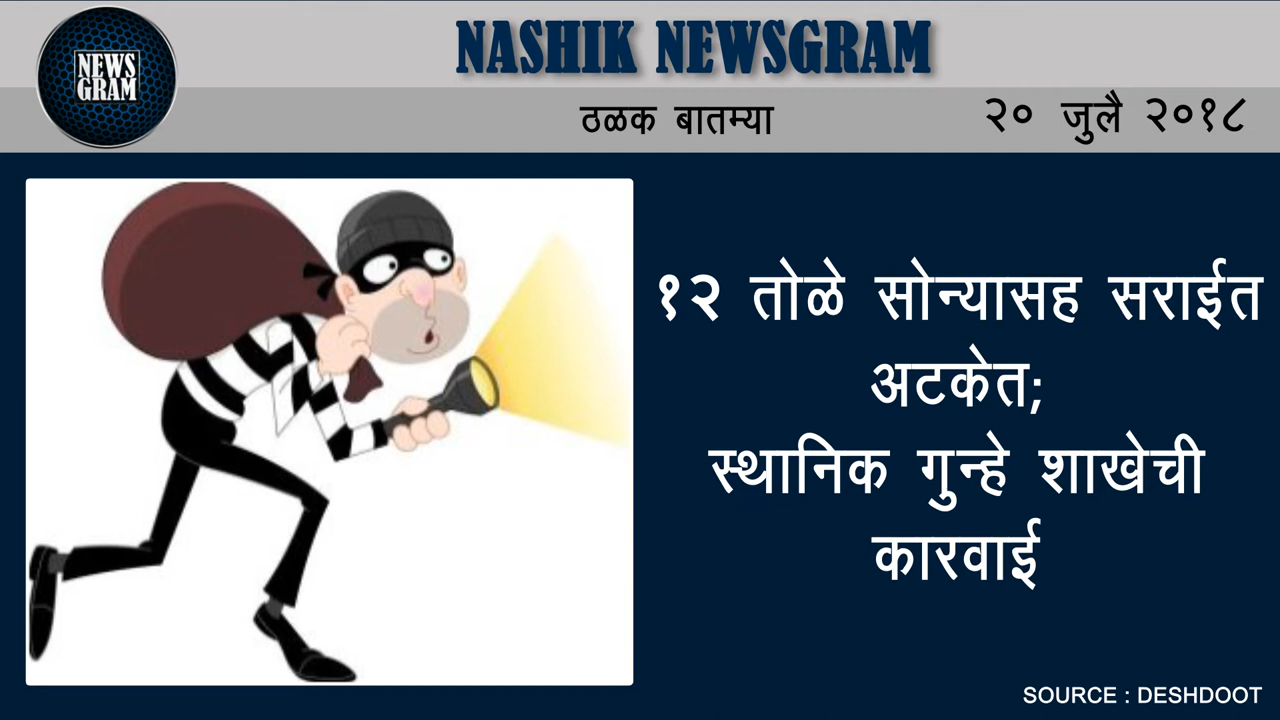 NEWS
GRAM
NASHIK NEWSGRAM
ठळक बातम्या
२० जुलै २०१८
१२ तोळे सोन्यासह सराईत
अटकेत;
स्थानिक गुन्हे शाखेची
कारवाई
SOURCE : DESHDOOT